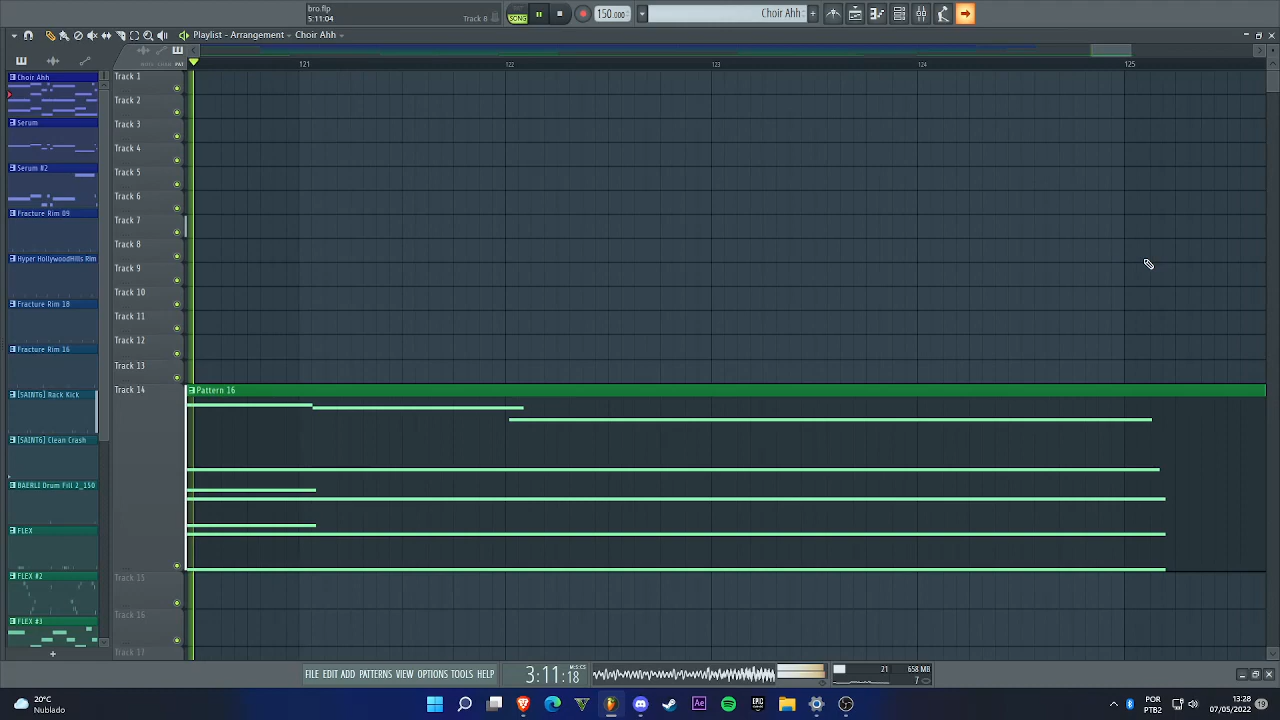 bro.flp
5:11:04
Track 8
SONG
150.000
Choir Ahh
Playlist - Arrangement
Choir Ahh
121
122
123
124
125
Choir Ahh
Serum
Serum #2
Fracture Rim 09
Hyper HollywoodHills Rim
Fracture Rim 18
Fracture Rim 16
[SAINT6] Rack Kick
[SAINT6] Clean Crash
BAERLI Drum Fill 2_150
FLEX
FLEX #2
FLEX #3
Track 1
Track 2
Track 3
Track 4
Track 5
Track 6
Track 7
Track 8
Track 9
Track 10
Track 11
Track 12
Track 13
Track 14
Pattern 16
Track 15
Track 16
Track 17
FILE EDIT ADD PATTERNS VIEW OPTIONS TOOLS HELP
3:11:18
M:S:CS
21
658 MB
7
20°C
Nublado
Ae
POR
PTB2
13:28
07/05/2022